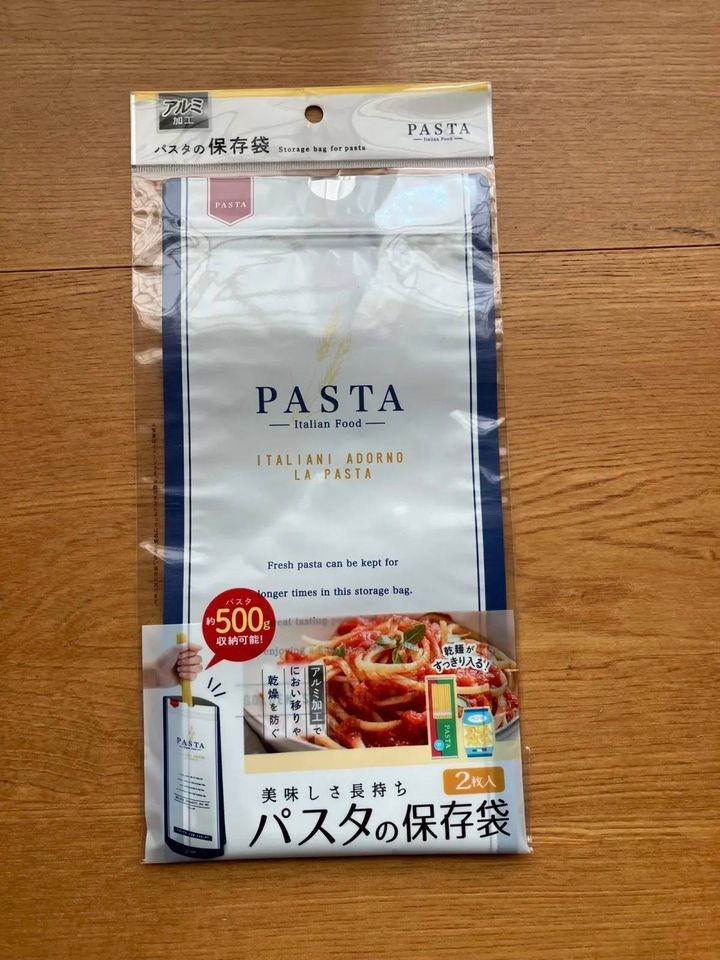 アルミ
加工
パスタの保存袋 Storage bag for pasta
PASTA
Italian Food
PASTA
PASTA
Italian Food
ITALIANI ADORNO
LA PASTA
Fresh pasta can be kept for
longer times in this storage bag.
パスタ
約500g
収納可能!
アルミ加工で
におい移りや
乾燥を防ぐ
乾麺が
すっきり入る!
PASTA
PASTA
美味しさ長持ち
2枚入
パスタの保存袋